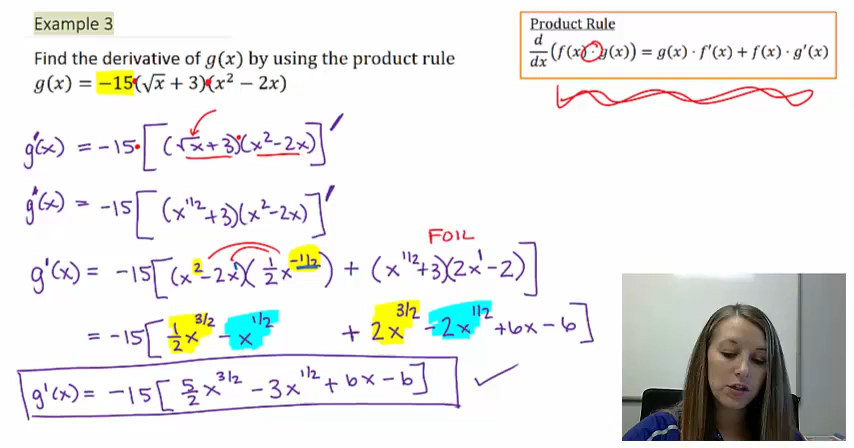 Example 3
Find the derivative of g(x) by using the product rule
g(x) = −15(√x + 3)(x² − 2x)
Product Rule
d/dx (f(x) · g(x)) = g(x) · f′(x) + f(x) · g′(x)
g′(x) = −15·[(√x + 3)·(x² − 2x)]′
g′(x) = −15[(x^1/2 + 3)(x² − 2x)]′
FOIL
g′(x) = −15[(x² − 2x)(1/2 x^−1/2) + (x^1/2 + 3)(2x^1 − 2)]
= −15[1/2 x^3/2 − x^1/2 + 2x^3/2 − 2x^1/2 + 6x − 6]
g′(x) = −15[5/2 x^3/2 − 3x^1/2 + 6x − 6] ✓